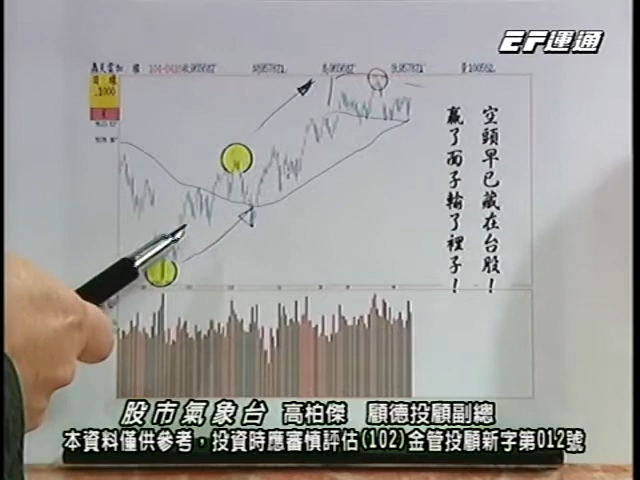 ET運通
空頭早已藏在台股！
贏了面子輸了裡子！
日線
股市氣象台 高柏傑 顧德投顧副總
本資料僅供參考，投資時應審慎評估(102)金管投顧新字第012號